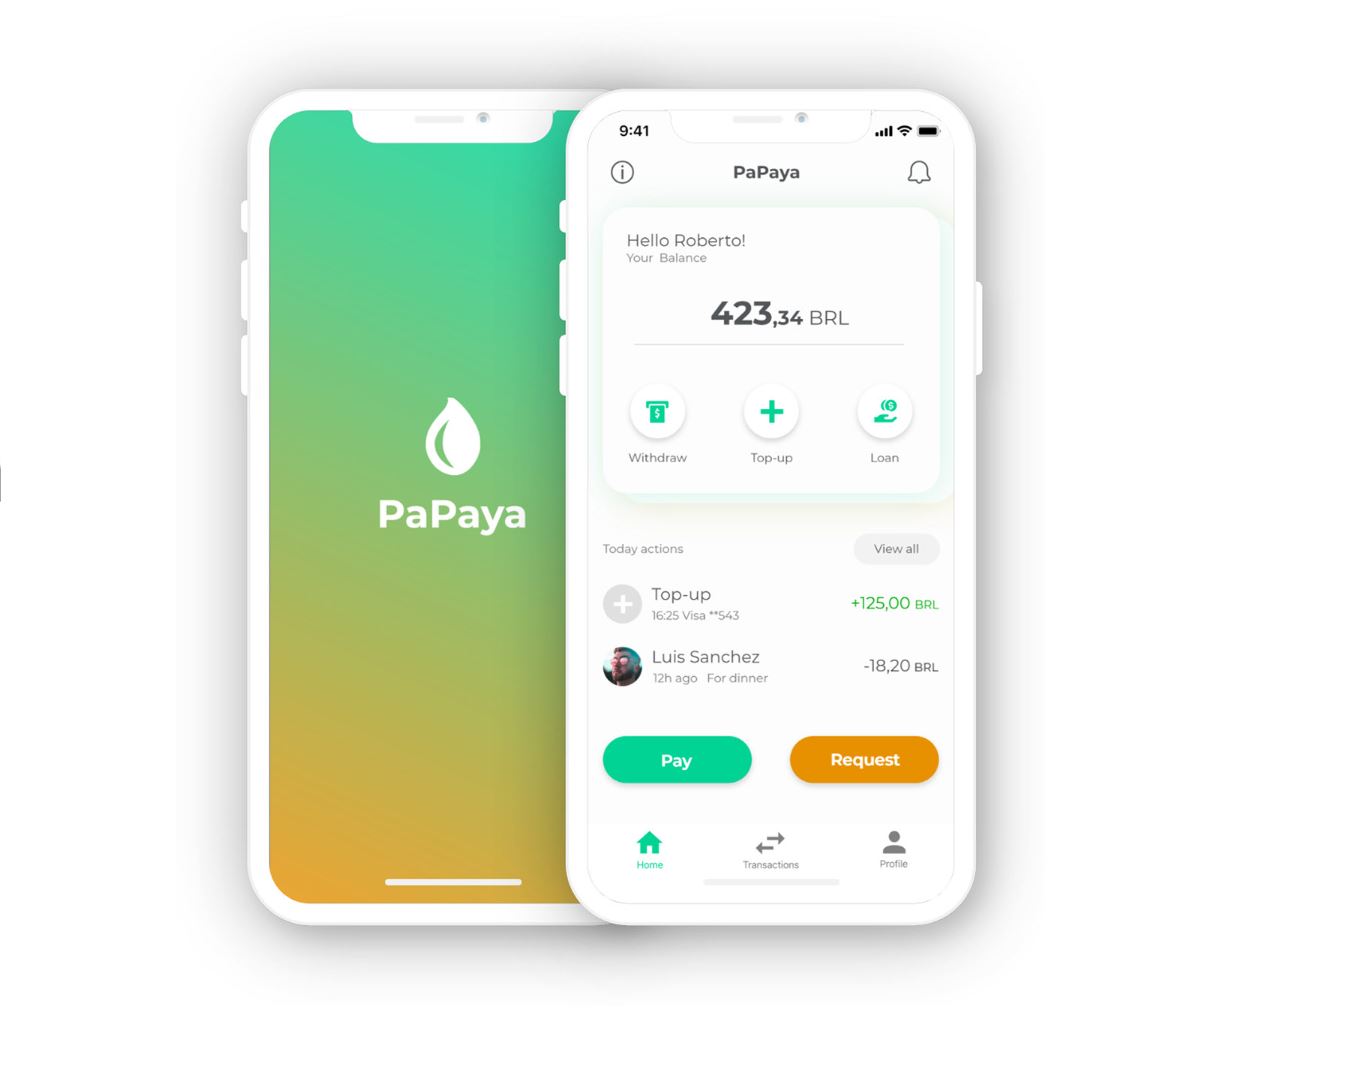 PaPaya
9:41
PaPaya
Hello Roberto!
Your Balance
423,34 BRL
Withdraw Top-up Loan
Today actions View all
Top-up
16:25 Visa **543
+125,00 BRL
Luis Sanchez
12h ago For dinner
-18,20 BRL
Pay Request
Home Transactions Profile